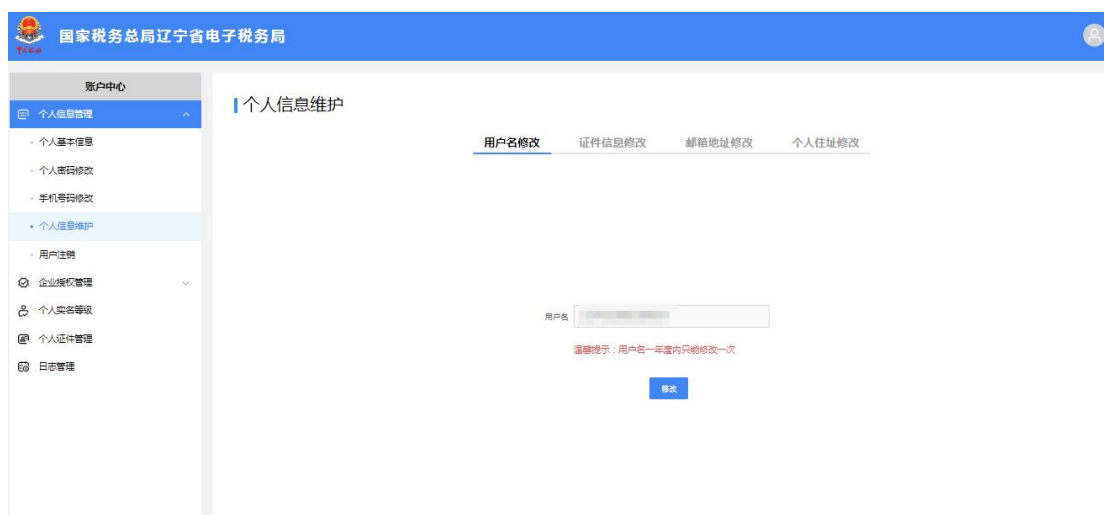 国家税务总局辽宁省电子税务局
账户中心
个人信息管理
个人基本信息
个人密码修改
手机号码修改
个人信息维护
用户注销
企业授权管理
个人实名等级
个人证件管理
日志管理
个人信息维护
用户名修改 证件信息修改 邮箱地址修改 个人住址修改
用户名
温馨提示：用户名一年度内只能修改一次
修改